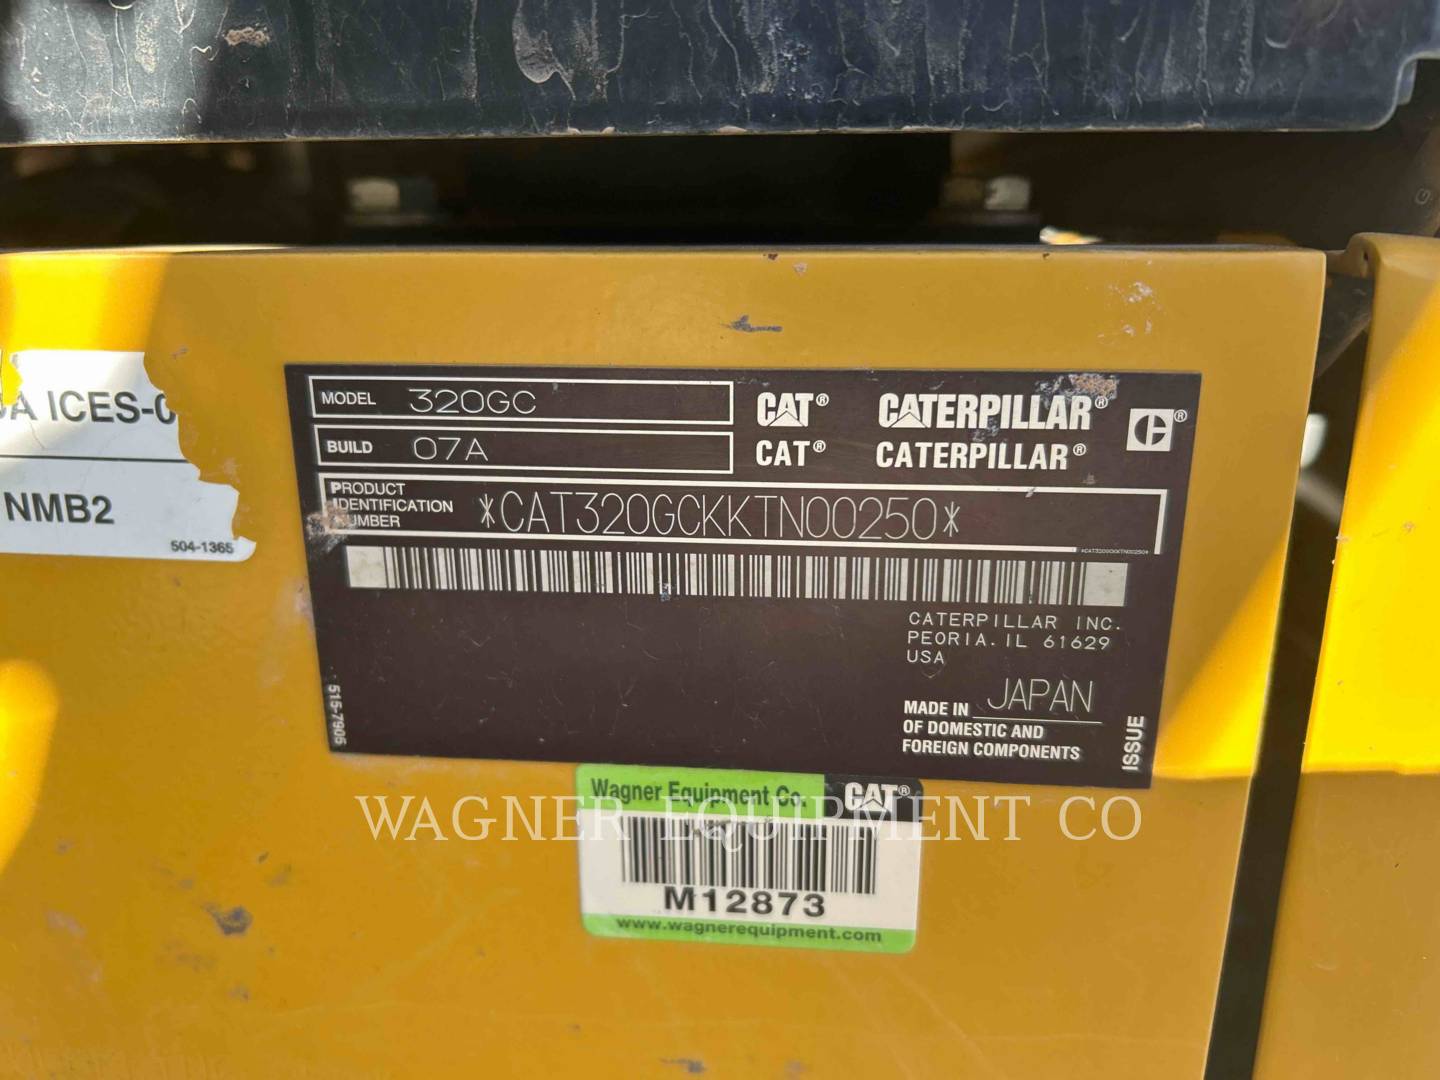 MODEL 320GC
BUILD 07A
CAT® CATERPILLAR® ®
CAT® CATERPILLAR®
PRODUCT IDENTIFICATION NUMBER *CAT320GCKKTN00250*
*CAT320GCKKTN00250*
CATERPILLAR INC.
PEORIA. IL 61629
USA
MADE IN JAPAN
OF DOMESTIC AND
FOREIGN COMPONENTS
515-7905
ISSUE
ICES-0
NMB2
504-1365
Wagner Equipment Co. CAT®
WAGNER EQUIPMENT CO
M12873
www.wagnerequipment.com